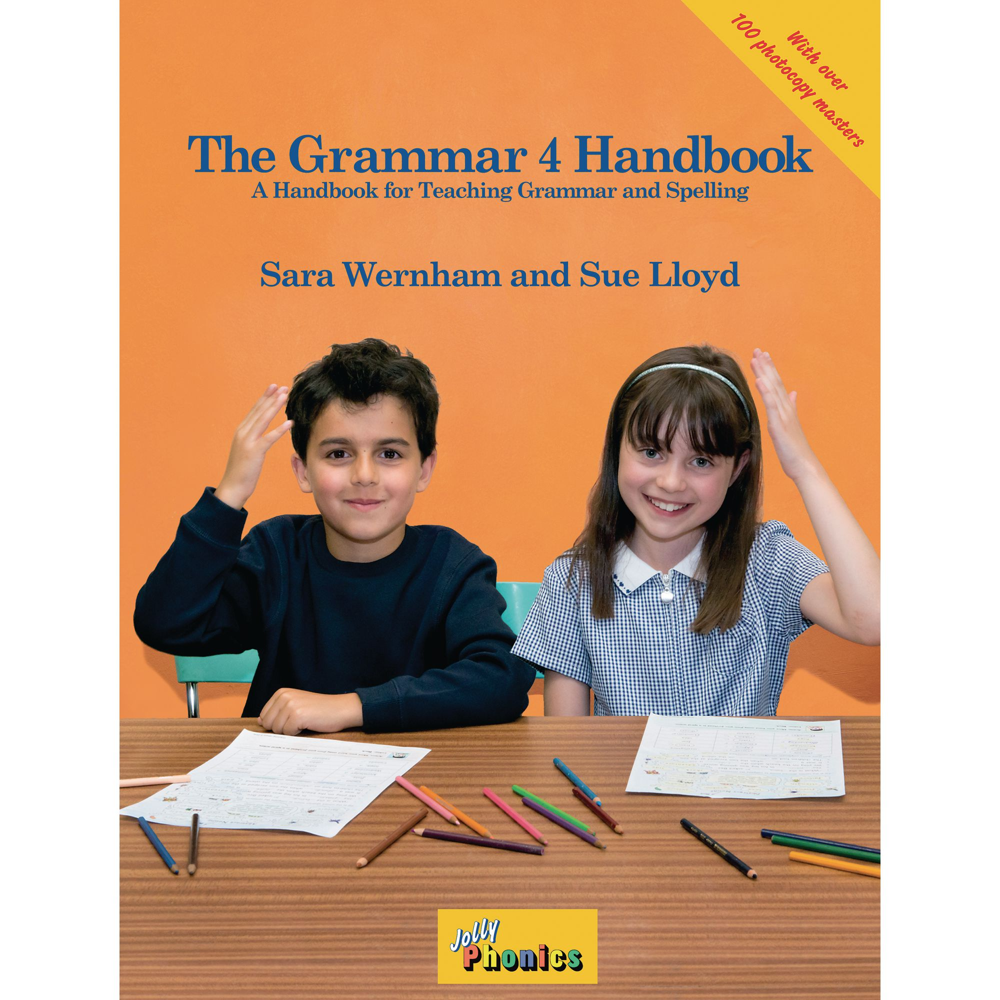 With over
100 photocopy masters
The Grammar 4 Handbook
A Handbook for Teaching Grammar and Spelling
Sara Wernham and Sue Lloyd
Jolly
Phonics